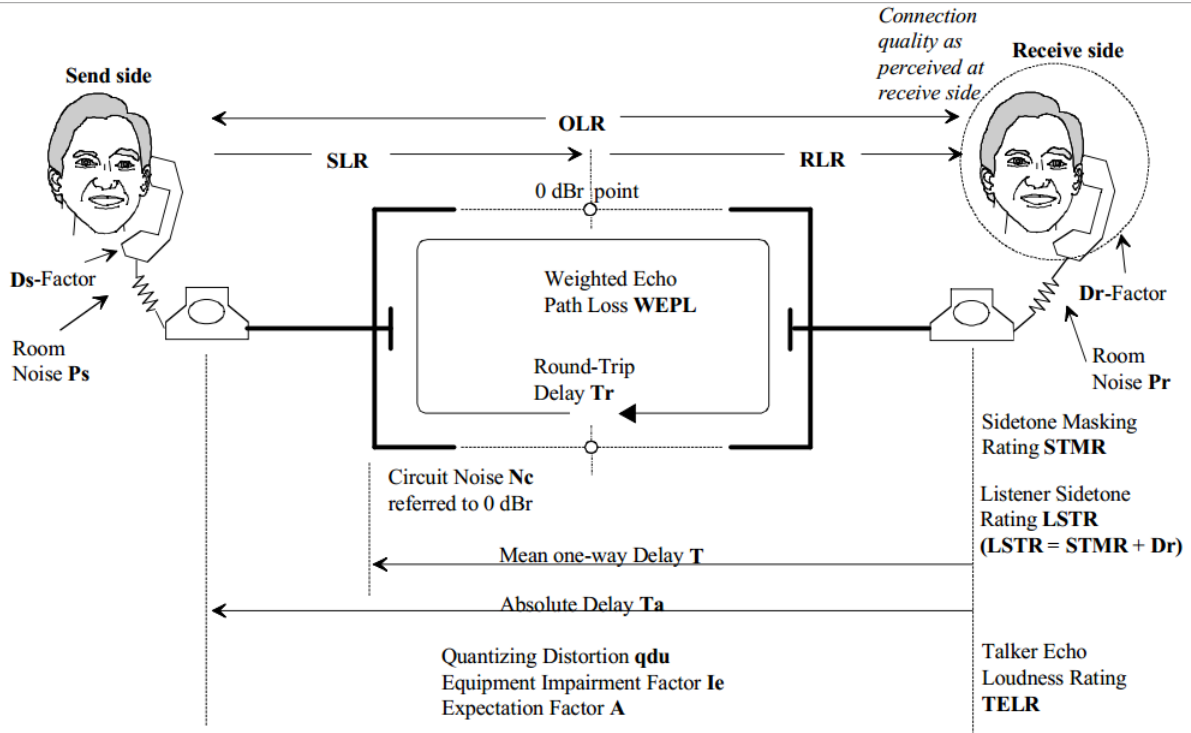 Connection
quality as
perceived at
receive side
Receive side
Send side
OLR
SLR
RLR
0 dBr point
Weighted Echo
Path Loss WEPL
Ds-Factor
Dr-Factor
Room
Noise Ps
Round-Trip
Delay Tr
Room
Noise Pr
Sidetone Masking
Rating STMR
Circuit Noise Nc
referred to 0 dBr
Listener Sidetone
Rating LSTR
(LSTR = STMR + Dr)
Mean one-way Delay T
Absolute Delay Ta
Quantizing Distortion qdu
Equipment Impairment Factor Ie
Expectation Factor A
Talker Echo
Loudness Rating
TELR